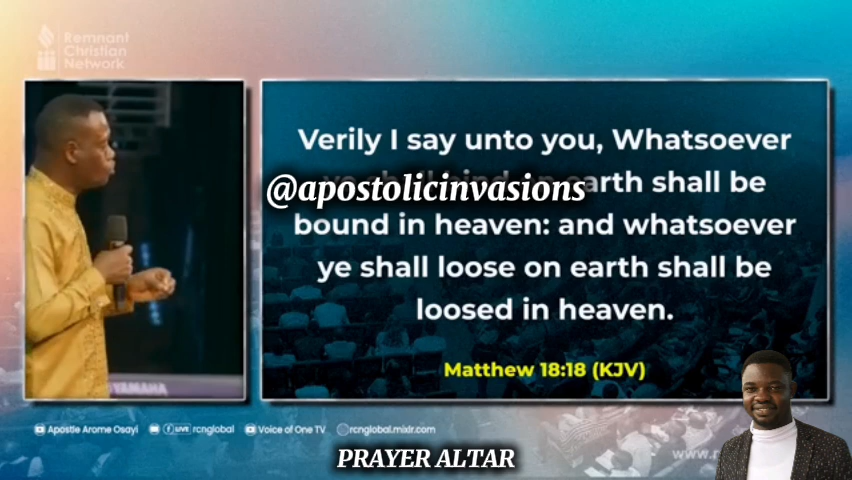 Remnant
Christian
Network
Verily I say unto you, Whatsoever
earth shall be
@apostolicinvasions
bound in heaven: and whatsoever
ye shall loose on earth shall be
loosed in heaven.
Matthew 18:18 (KJV)
YAMAHA
Apostle Arome Osayi LIVE rcnglobal Voice of One TV rcnglobal.mixlr.com
PRAYER ALTAR